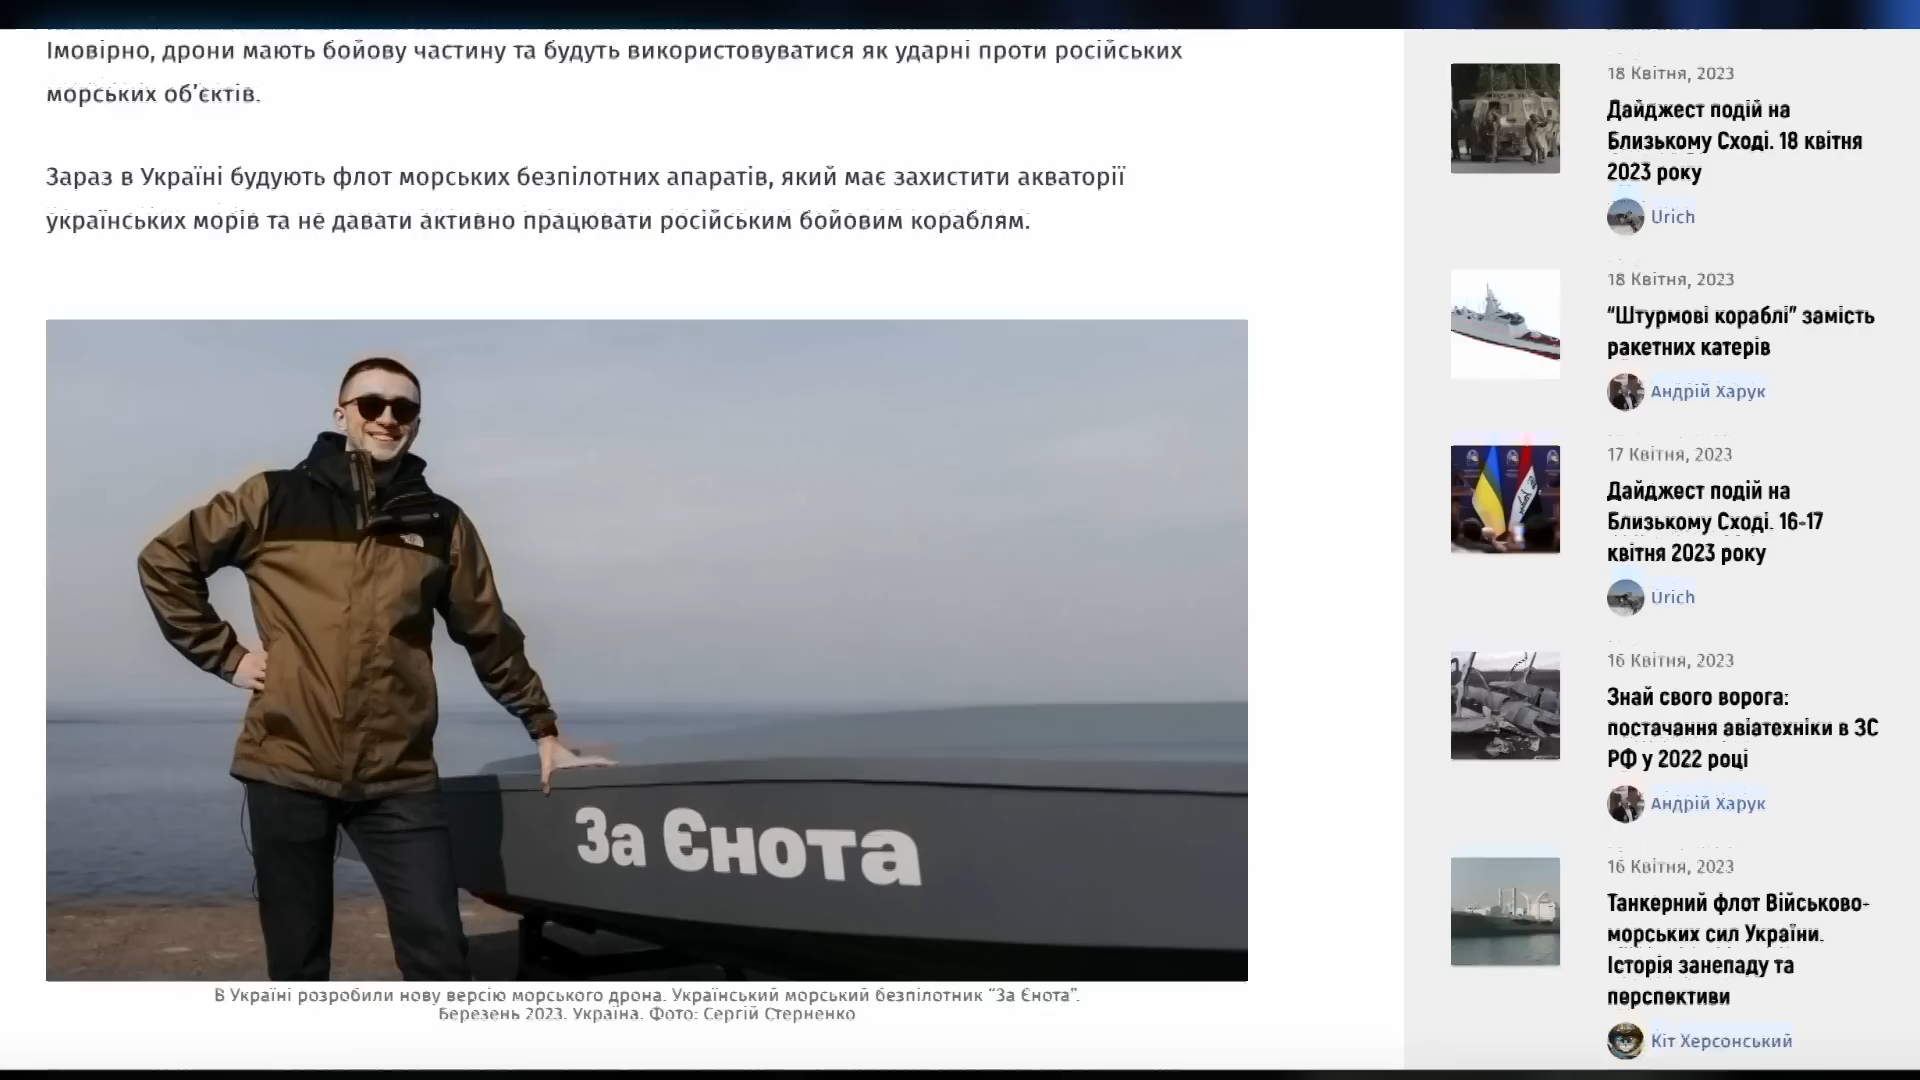 Імовірно, дрони мають бойову частину та будуть використовуватися як ударні проти російських
морських об’єктів.
Зараз в Україні будують флот морських безпілотних апаратів, який має захистити акваторії
українських морів та не давати активно працювати російським бойовим кораблям.
За Єнота
В Україні розробили нову версію морського дрона. Український морський безпілотник “За Єнота”.
Березень 2023. Україна. Фото: Сергій Стерненко
18 Квітня, 2023
Дайджест подій на
Близькому Сході. 18 квітня
2023 року
Urich
18 Квітня, 2023
“Штурмові кораблі” замість
ракетних катерів
Андрій Харук
17 Квітня, 2023
Дайджест подій на
Близькому Сході. 16-17
квітня 2023 року
Urich
16 Квітня, 2023
Знай свого ворога:
постачання авіатехніки в ЗС
РФ у 2022 році
Андрій Харук
16 Квітня, 2023
Танкерний флот Військово-
морських сил України.
Історія занепаду та
перспективи
Кіт Херсонський